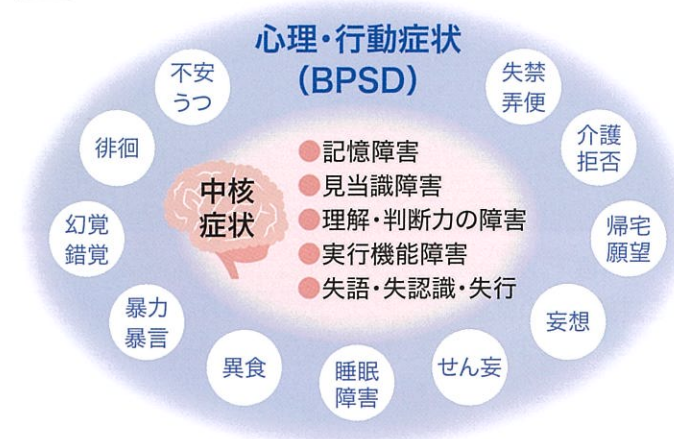 心理・行動症状
(BPSD)
不安
うつ
徘徊
幻覚
錯覚
暴力
暴言
異食
睡眠
障害
せん妄
妄想
帰宅
願望
介護
拒否
失禁
弄便
中核
症状
●記憶障害
●見当識障害
●理解・判断力の障害
●実行機能障害
●失語・失認識・失行